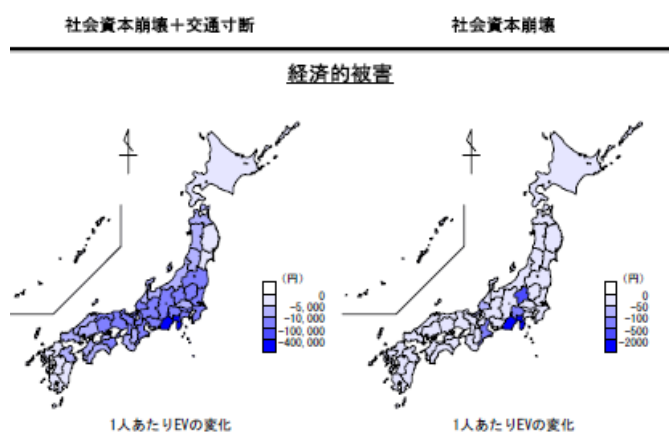 社会資本崩壊＋交通寸断
社会資本崩壊
経済的被害
(円)
0
-5,000
-10,000
-100,000
-400,000
1人あたりEVの変化
(円)
0
-50
-100
-500
-2000
1人あたりEVの変化